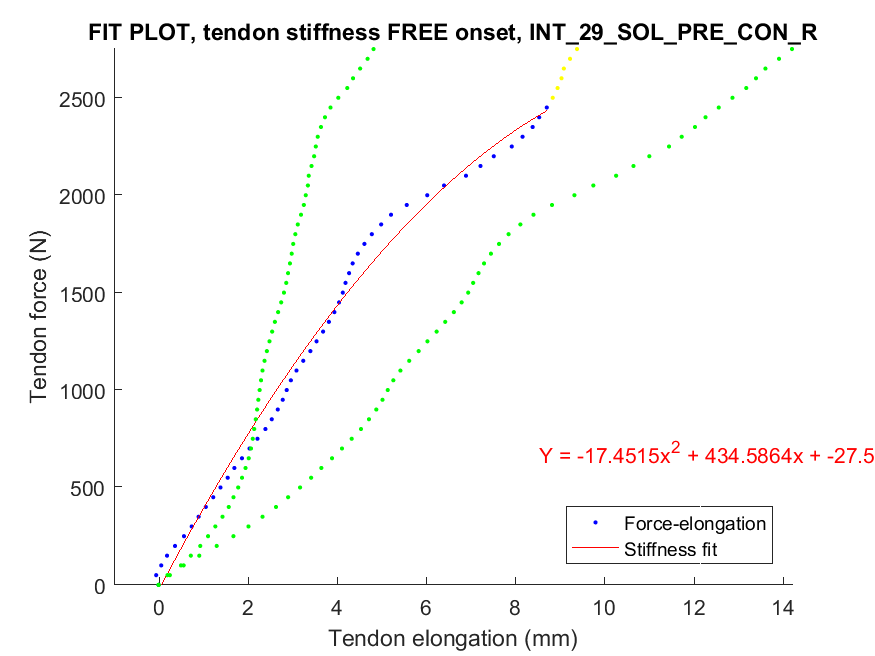 FIT PLOT, tendon stiffness FREE onset, INT_29_SOL_PRE_CON_R
2500
2000
1500
1000
500
0
Tendon force (N)
Y = -17.4515x² + 434.5864x + -27.5
Force-elongation
Stiffness fit
0 2 4 6 8 10 12 14
Tendon elongation (mm)